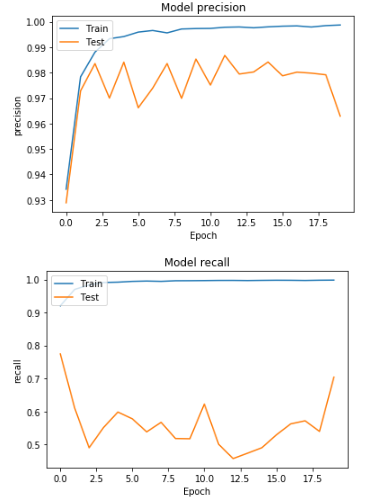 Model precision
1.00
0.99
0.98
0.97
0.96
0.95
0.94
0.93
precision
Train
Test
0.0 2.5 5.0 7.5 10.0 12.5 15.0 17.5
Epoch
Model recall
1.0
0.9
0.8
0.7
0.6
0.5
recall
Train
Test
0.0 2.5 5.0 7.5 10.0 12.5 15.0 17.5
Epoch